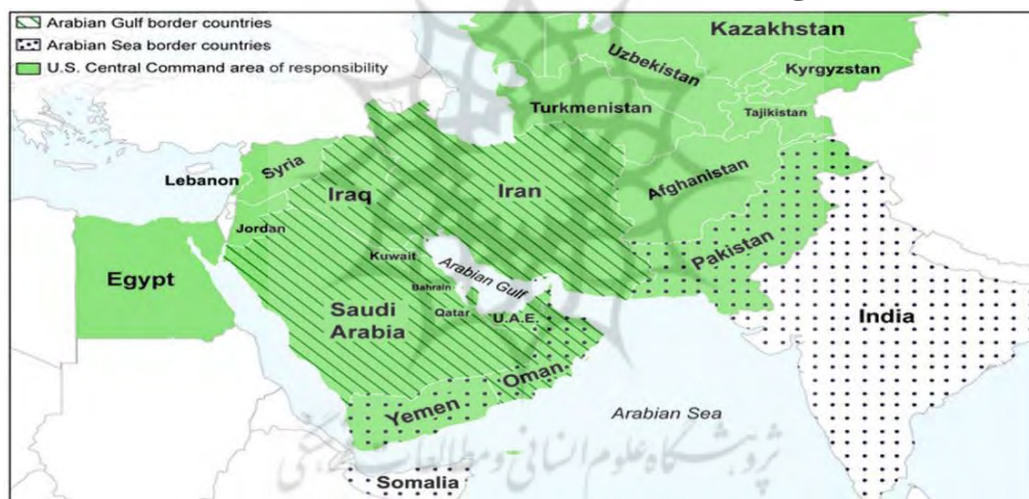 Arabian Gulf border countries
Arabian Sea border countries
U.S. Central Command area of responsibility
Kazakhstan
Uzbekistan
Kyrgyzstan
Turkmenistan
Tajikistan
Syria
Lebanon
Iraq
Iran
Afghanistan
Jordan
Pakistan
Kuwait
Egypt
Arabian Gulf
Bahrain
Saudi
Arabia
Qatar
U.A.E.
India
Oman
Yemen
Arabian Sea
پژوهشگاه علوم انسانی و مطالعات فرهنگی
Somalia